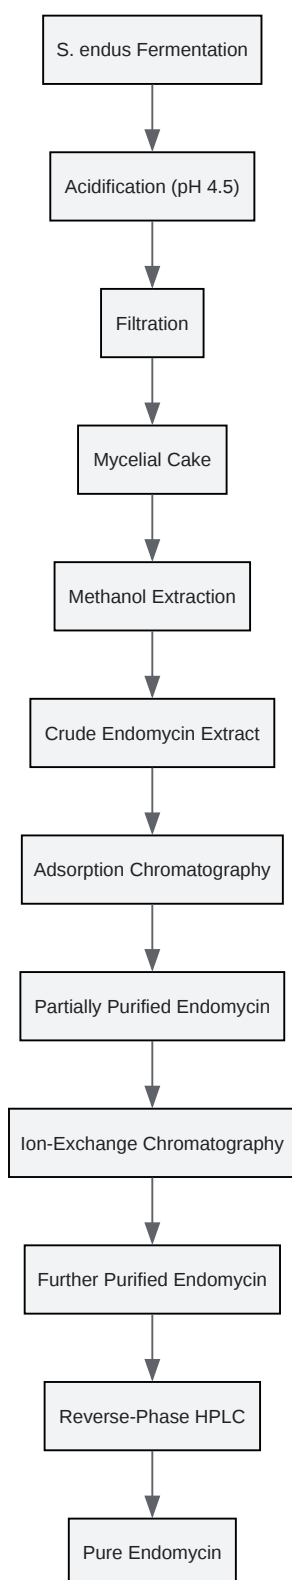 S. endus Fermentation
Acidification (pH 4.5)
Filtration
Mycelial Cake
Methanol Extraction
Crude Endomycin Extract
Adsorption Chromatography
Partially Purified Endomycin
Ion-Exchange Chromatography
Further Purified Endomycin
Reverse-Phase HPLC
Pure Endomycin